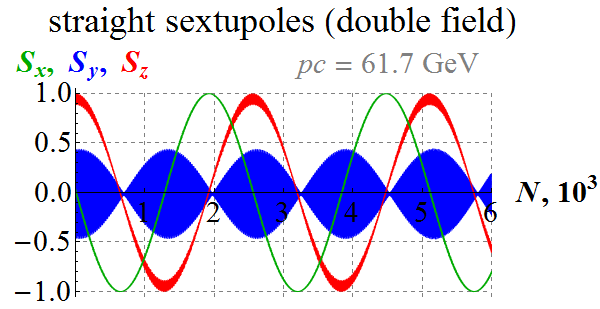 straight sextupoles (double field)
Sx, Sy, Sz pc = 61.7 GeV
1.0
0.5
0.0 N, 10³
1 2 3 4 5 6
−0.5
−1.0